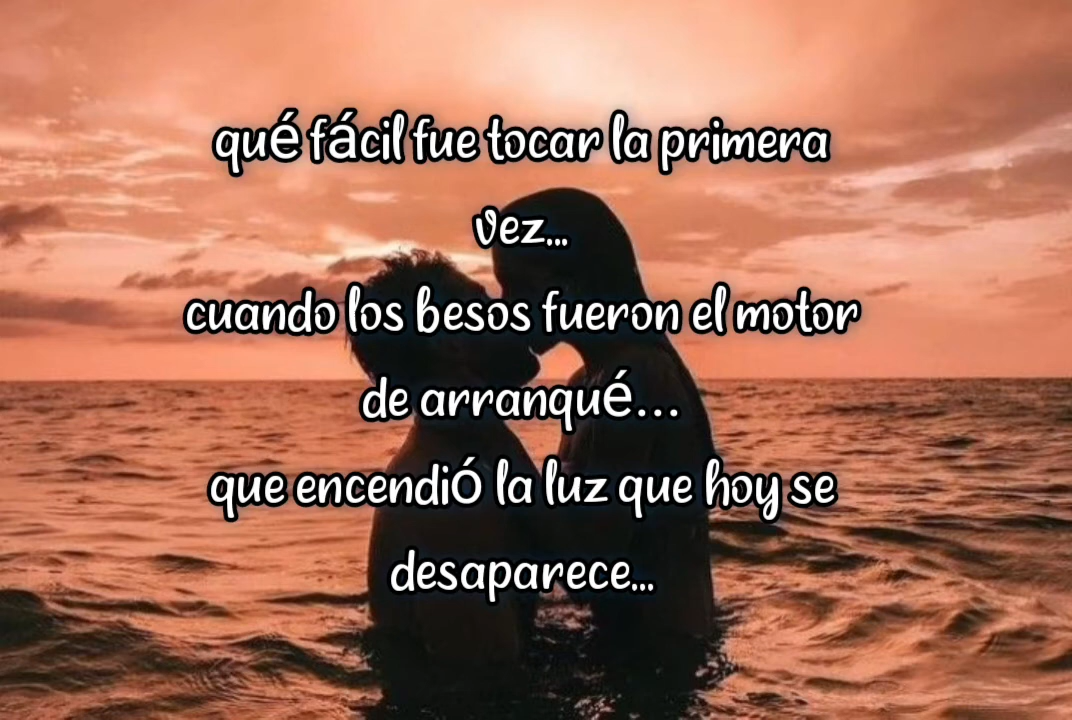 qué fácil fue tocar la primera
vez...
cuando los besos fueron el motor
de arranqué...
que encendió la luz que hoy se
desaparece...